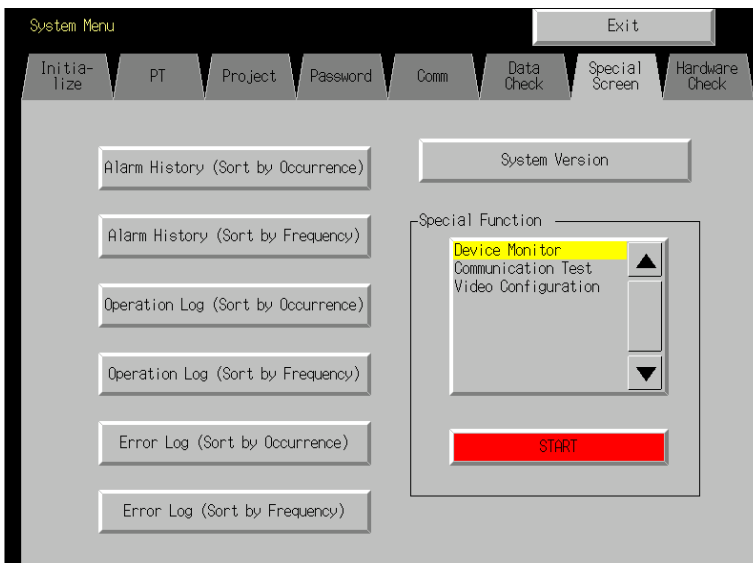 System Menu
Exit
Initia-
lize
PT
Project
Password
Comm
Data
Check
Special
Screen
Hardware
Check
Alarm History (Sort by Occurrence)
System Version
Alarm History (Sort by Frequency)
Operation Log (Sort by Occurrence)
Operation Log (Sort by Frequency)
Error Log (Sort by Occurrence)
Error Log (Sort by Frequency)
Special Function
Device Monitor
Communication Test
Video Configuration
START